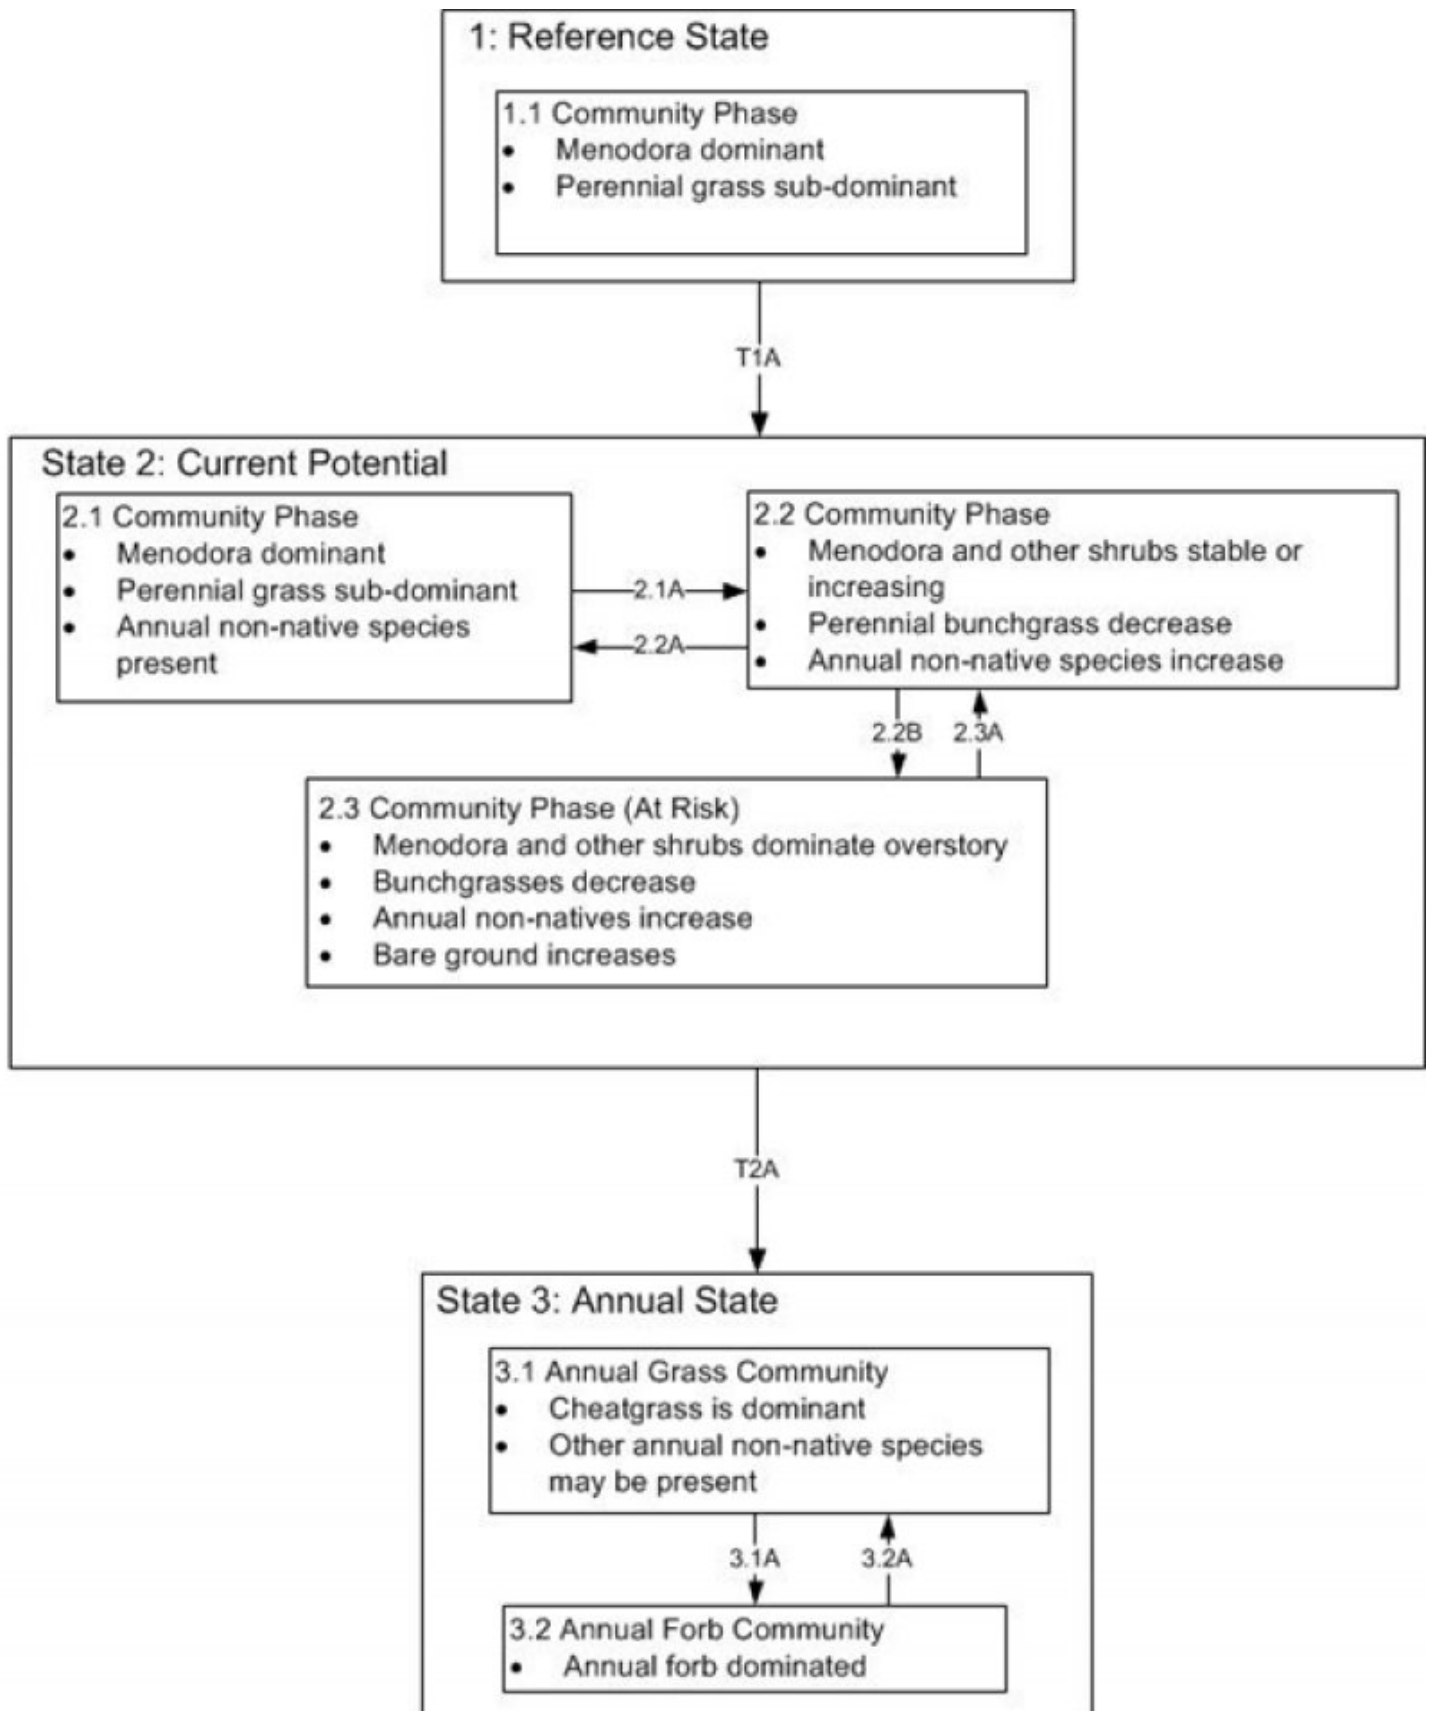 1: Reference State
1.1 Community Phase
• Menodora dominant
• Perennial grass sub-dominant
T1A
State 2: Current Potential
2.1 Community Phase
• Menodora dominant
• Perennial grass sub-dominant
• Annual non-native species
present
2.1A
2.2A
2.2 Community Phase
• Menodora and other shrubs stable or
increasing
• Perennial bunchgrass decrease
• Annual non-native species increase
2.2B
2.3A
2.3 Community Phase (At Risk)
• Menodora and other shrubs dominate overstory
• Bunchgrasses decrease
• Annual non-natives increase
• Bare ground increases
T2A
State 3: Annual State
3.1 Annual Grass Community
• Cheatgrass is dominant
• Other annual non-native species
may be present
3.1A
3.2A
3.2 Annual Forb Community
• Annual forb dominated